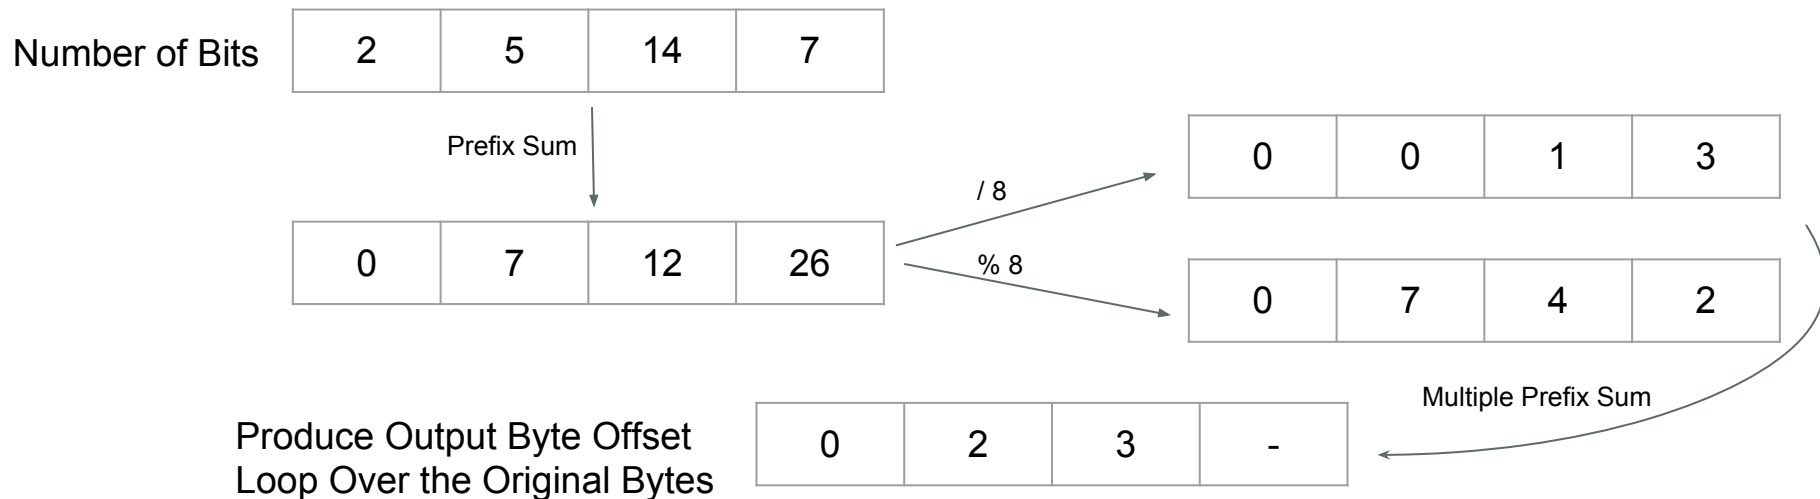 Number of Bits 2 5 14 7
Prefix Sum
0 0 1 3
/ 8
0 7 12 26
% 8
0 7 4 2
Multiple Prefix Sum
Produce Output Byte Offset
Loop Over the Original Bytes
0 2 3 -